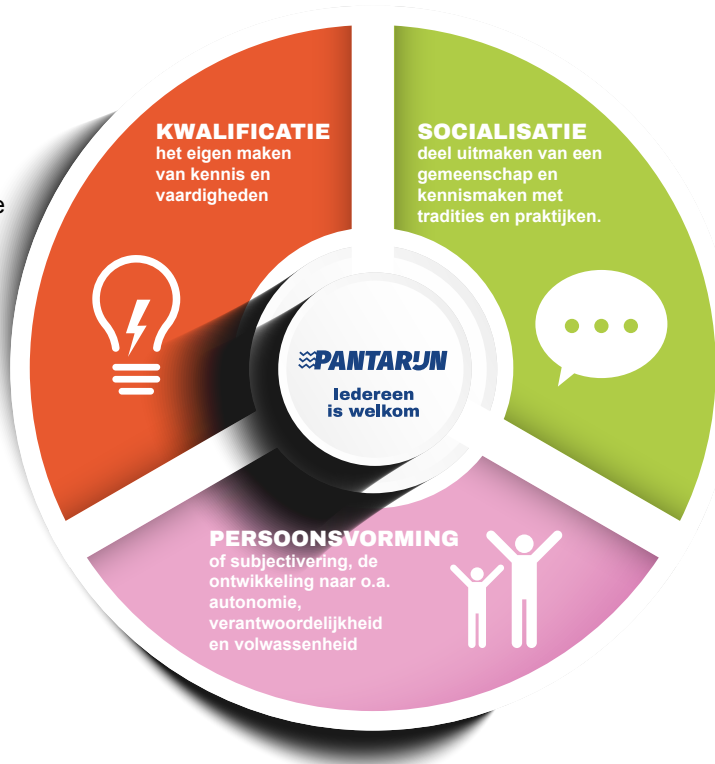 KWALIFICATIE
het eigen maken
van kennis en
vaardigheden
e
SOCIALISATIE
deel uitmaken van een
gemeenschap en
kennismaken met
tradities en praktijken.
PANTARIJN
Iedereen
is welkom
PERSOONSVORMING
of subjectivering, de
ontwikkeling naar o.a.
autonomie,
verantwoordelijkheid
en volwassenheid